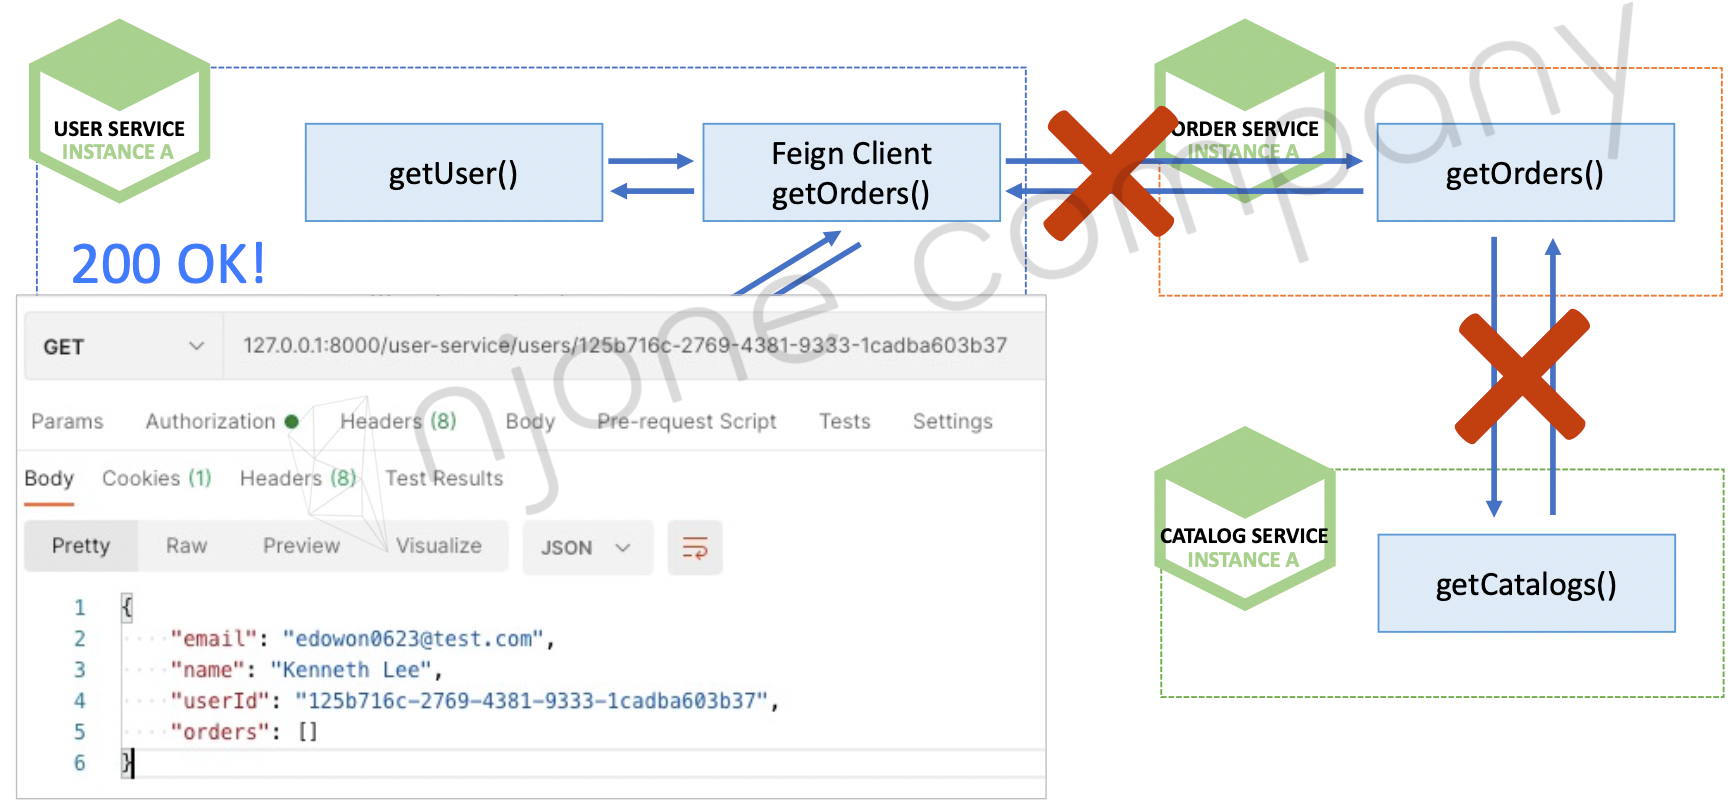 USER SERVICE
INSTANCE A
getUser()
Feign Client
getOrders()
ORDER SERVICE
INSTANCE A
getOrders()
200 OK!
GET
127.0.0.1:8000/user-service/users/125b716c-2769-4381-9333-1cadba603b37
Params Authorization Headers (8) Body Pre-request Script Tests Settings
Body Cookies (1) Headers (8) Test Results
Pretty Raw Preview Visualize JSON
1 {
2 "email": "edowon0623@test.com",
3 "name": "Kenneth Lee",
4 "userId": "125b716c-2769-4381-9333-1cadba603b37",
5 "orders": []
6 }
CATALOG SERVICE
INSTANCE A
getCatalogs()
njone company